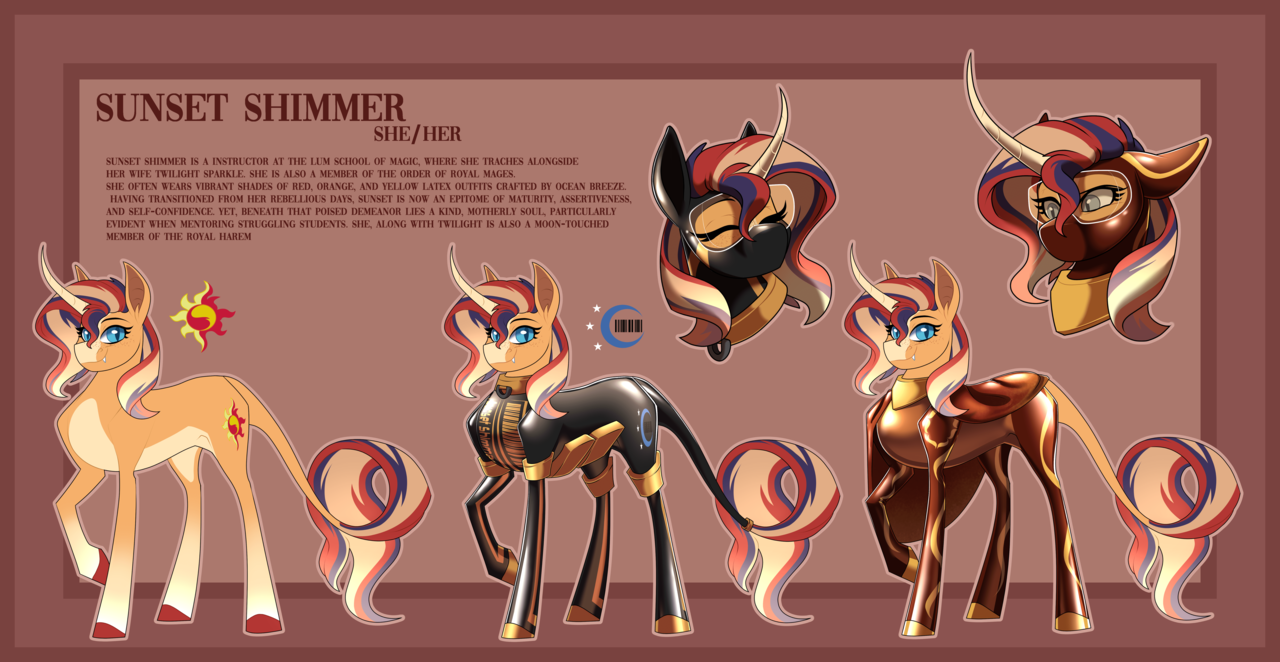 SUNSET SHIMMER
SHE/HER
SUNSET SHIMMER IS A INSTRUCTOR AT THE LUM SCHOOL OF MAGIC, WHERE SHE TRACHES ALONGSIDE
HER WIFE TWILIGHT SPARKLE. SHE IS ALSO A MEMBER OF THE ORDER OF ROYAL MAGES.
SHE OFTEN WEARS VIBRANT SHADES OF RED, ORANGE, AND YELLOW LATEX OUTFITS CRAFTED BY OCEAN BREEZE.
HAVING TRANSITIONED FROM HER REBELLIOUS DAYS, SUNSET IS NOW AN EPITOME OF MATURITY, ASSERTIVENESS,
AND SELF-CONFIDENCE. YET, BENEATH THAT POISED DEMEANOR LIES A KIND, MOTHERLY SOUL, PARTICULARLY
EVIDENT WHEN MENTORING STRUGGLING STUDENTS. SHE, ALONG WITH TWILIGHT IS ALSO A MOON-TOUCHED
MEMBER OF THE ROYAL HAREM